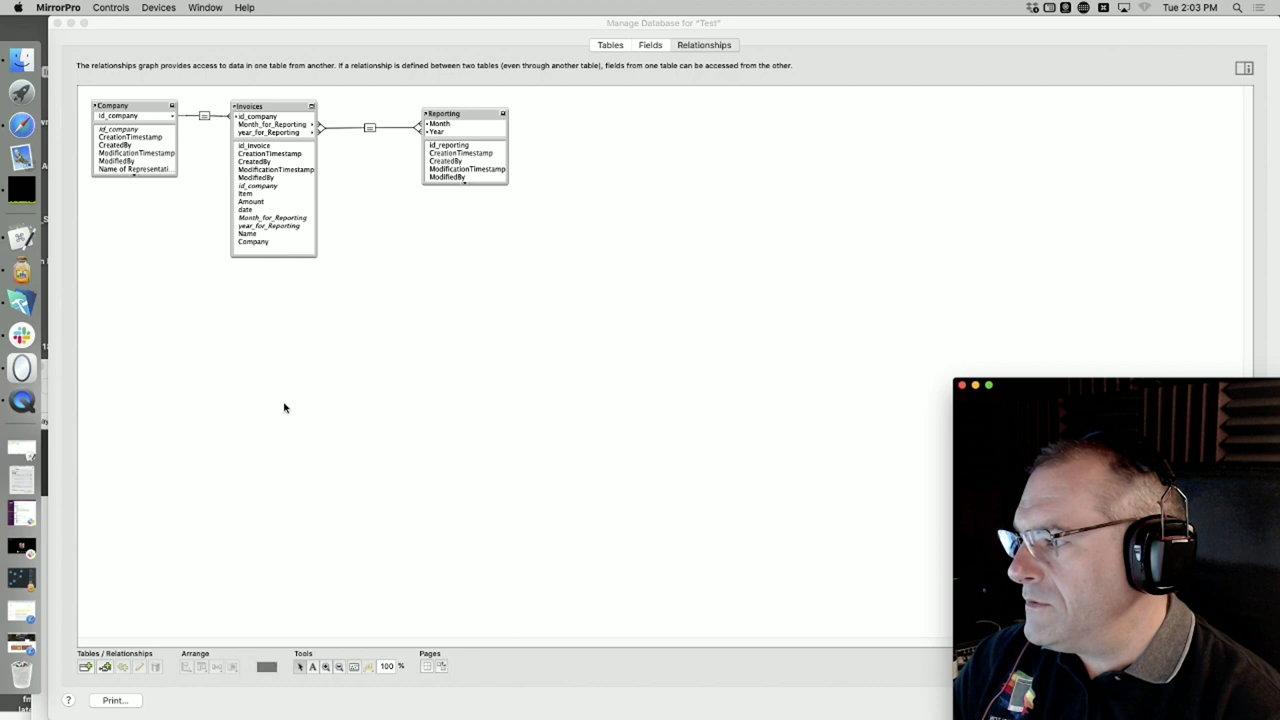 MirrorPro Controls Devices Window Help Tue 2:03 PM
Manage Database for "Test"
Tables Fields Relationships
The relationships graph provides access to data in one table from another. If a relationship is defined between two tables (even through another table), fields from one table can be accessed from the other.
Company
id_company
id_company
CreationTimestamp
CreatedBy
ModificationTimestamp
ModifiedBy
Name of Representati...
Invoices
id_company
Month_for_Reporting
year_for_Reporting
id_invoice
CreationTimestamp
CreatedBy
ModificationTimestamp
ModifiedBy
id_company
Item
Amount
date
Month_for_Reporting
year_for_Reporting
Name
Company
Reporting
Month
Year
id_reporting
CreationTimestamp
CreatedBy
ModificationTimestamp
ModifiedBy
Tables / Relationships Arrange Tools Pages
A 100 %
? Print...